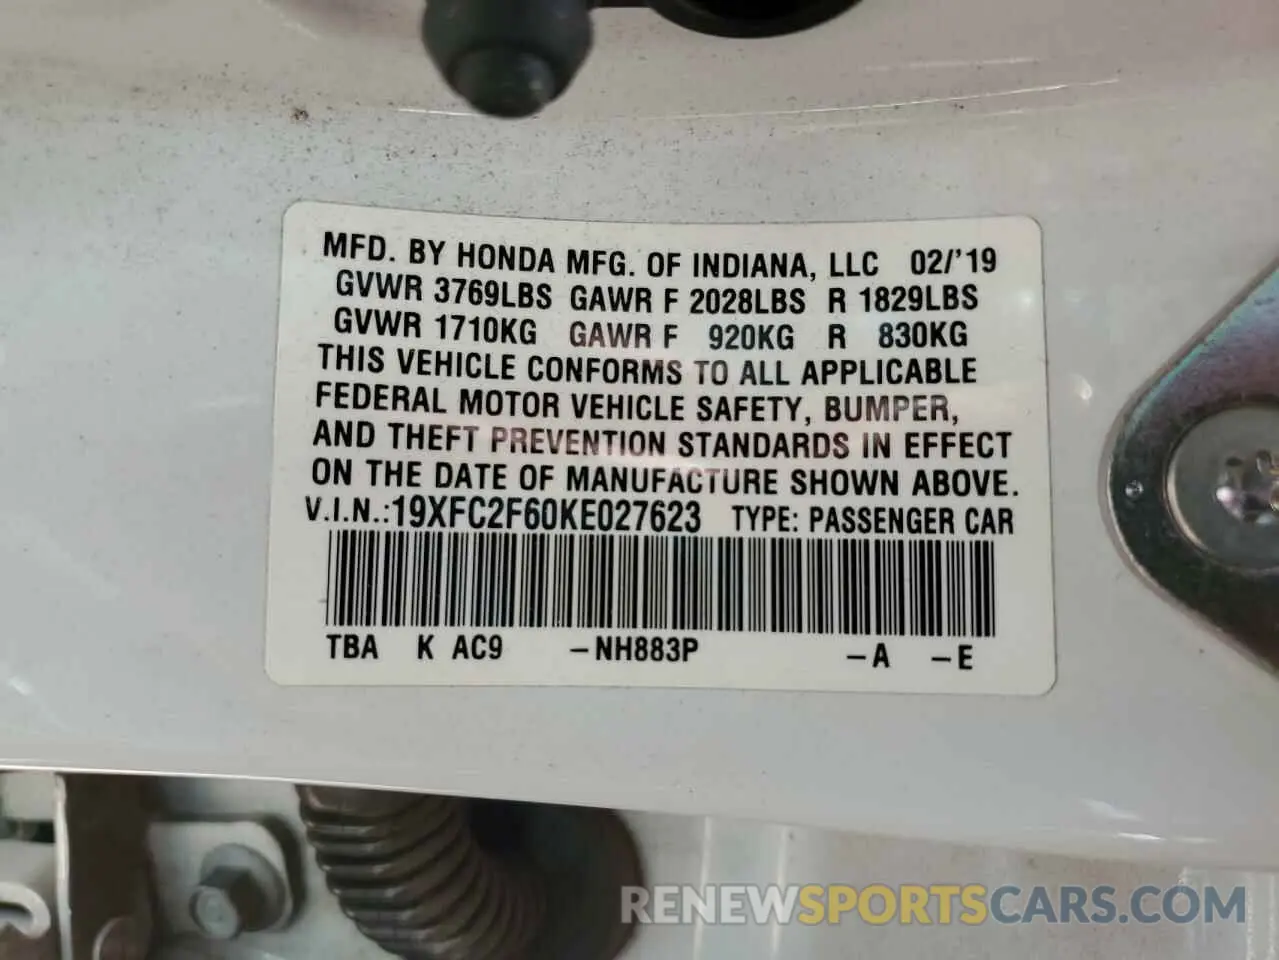 MFD. BY HONDA MFG. OF INDIANA, LLC 02/'19
GVWR 3769LBS GAWR F 2028LBS R 1829LBS
GVWR 1710KG GAWR F 920KG R 830KG
THIS VEHICLE CONFORMS TO ALL APPLICABLE
FEDERAL MOTOR VEHICLE SAFETY, BUMPER,
AND THEFT PREVENTION STANDARDS IN EFFECT
ON THE DATE OF MANUFACTURE SHOWN ABOVE.
V.I.N.:19XFC2F60KE027623 TYPE: PASSENGER CAR
TBA K AC9 -NH883P -A -E
RENEWSPORTSCARS.COM